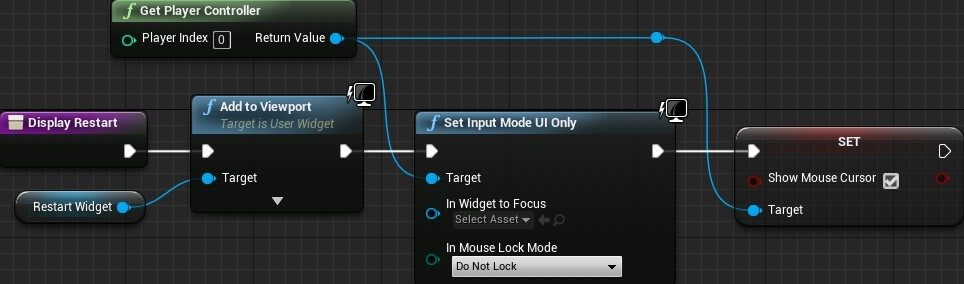 Get Player Controller
Player Index 0 Return Value
Display Restart
Add to Viewport
Target is User Widget
Target
Restart Widget
Set Input Mode UI Only
Target
In Widget to Focus
Select Asset
In Mouse Lock Mode
Do Not Lock
SET
Show Mouse Cursor
Target